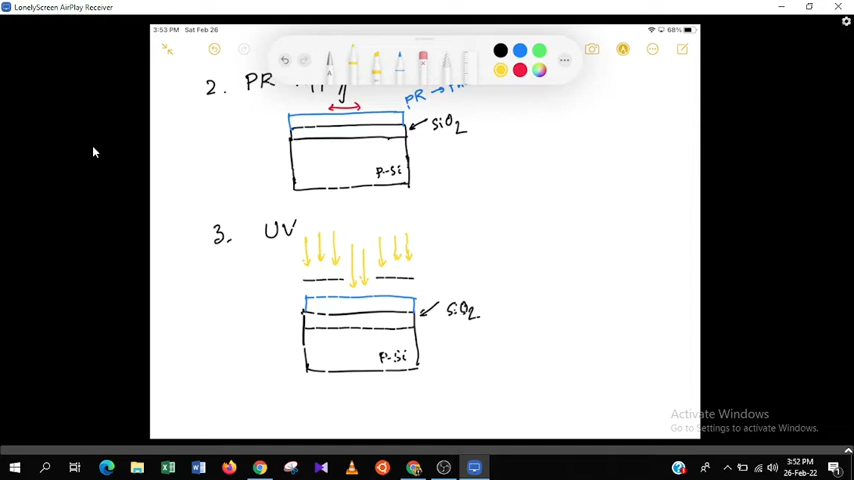 LonelyScreen AirPlay Receiver
3:53 PM Sat Feb 26
68%
A
2. PR
PR →
SiO2
P-Si
3. UV
SiO2
P-Si
Activate Windows
Go to Settings to activate Windows.
3:52 PM
26-Feb-22